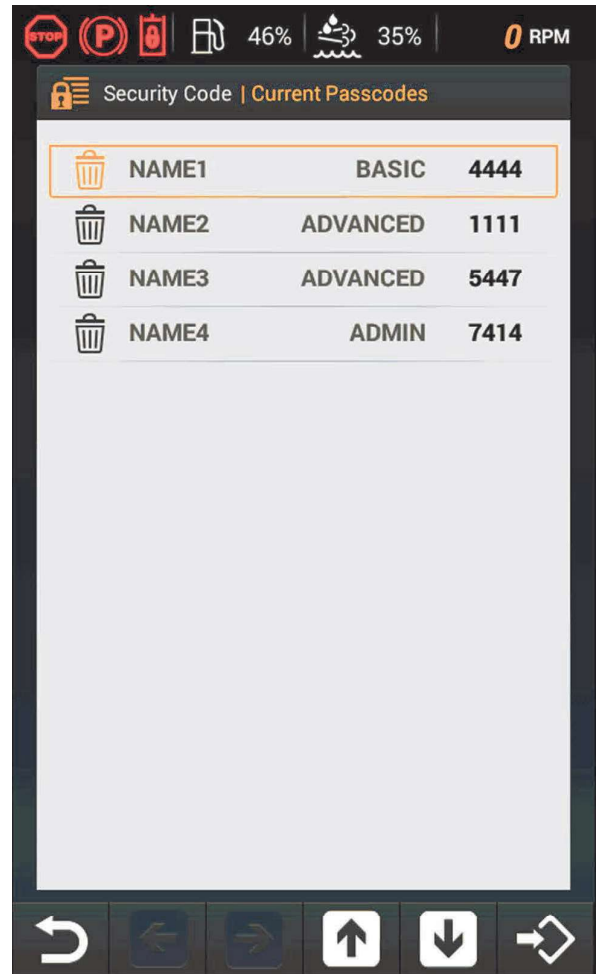 STOP P 46% 35% 0 RPM
Security Code | Current Passcodes
NAME1 BASIC 4444
NAME2 ADVANCED 1111
NAME3 ADVANCED 5447
NAME4 ADMIN 7414